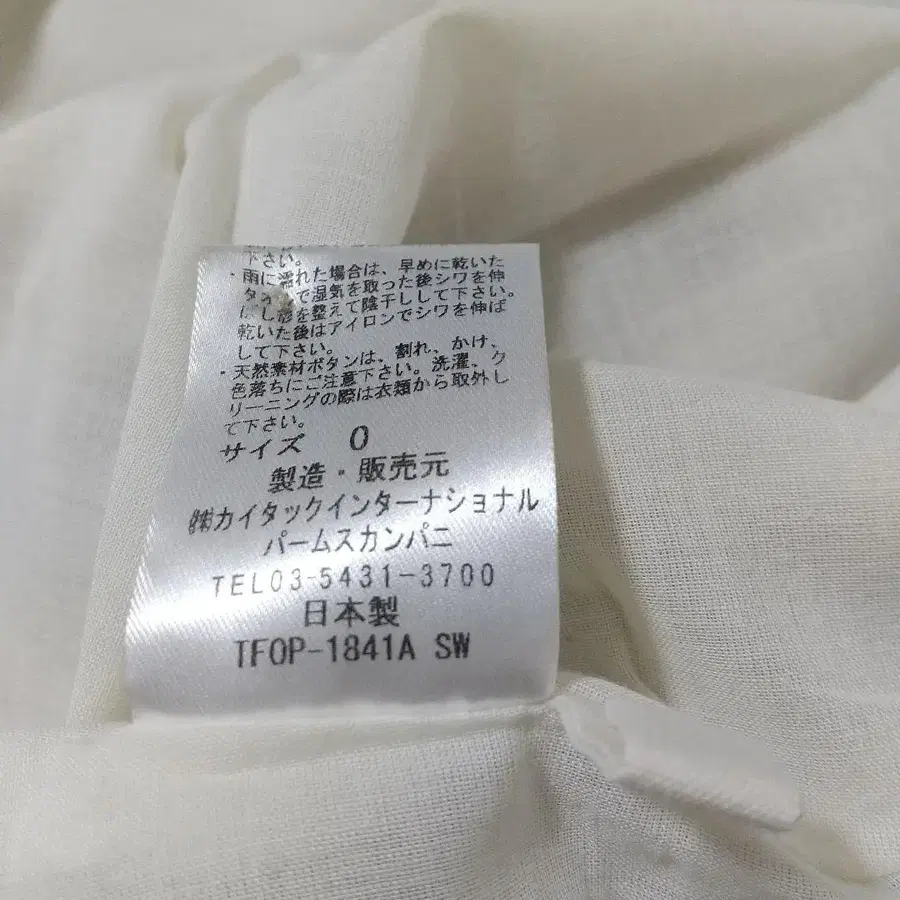 下さい。
・雨に濡れた場合は、早めに乾いた
タオルで湿気を取った後シワを伸
ばし形を整えて陰干しして下さい。
乾いた後はアイロンでシワを伸ば
して下さい。
・天然素材ボタンは、割れ、かけ、
色落ちにご注意下さい。洗濯、ク
リーニングの際は衣類から取外し
て下さい。
サイズ 0
製造・販売元
㈱カイタックインターナショナル
パームスカンパニ
TEL03-5431-3700
日本製
TFOP-1841A SW